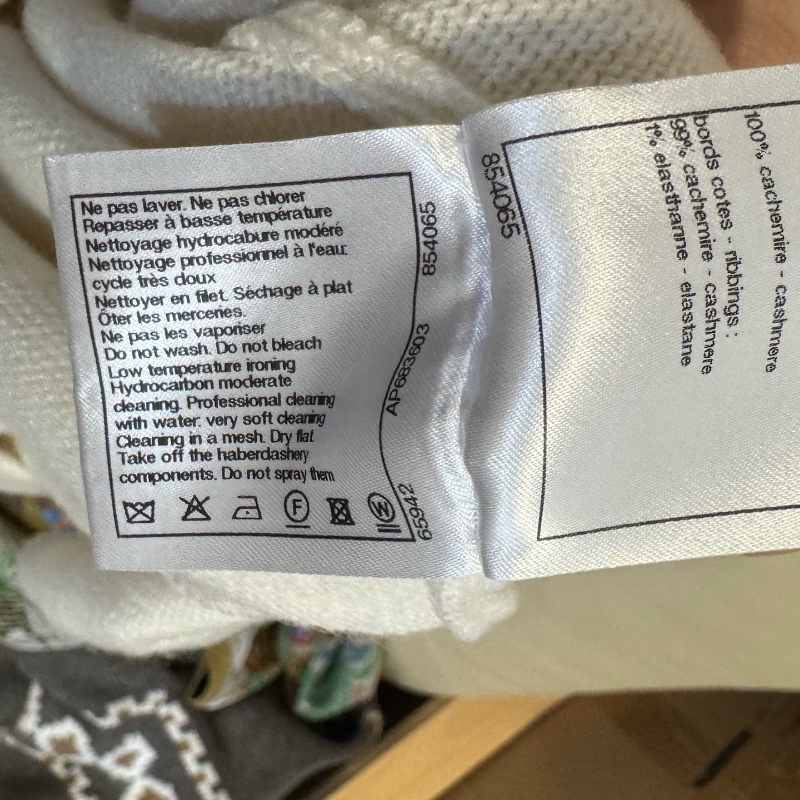 Ne pas laver. Ne pas chlorer
Repasser à basse température
Nettoyage hydrocabure modéré
Nettoyage professionnel à l'eau:
cycle très doux
Nettoyer en filet. Séchage à plat
Ôter les merceries.
Ne pas les vaporiser
Do not wash. Do not bleach
Low temperature ironing
Hydrocarbon moderate
cleaning. Professional cleaning
with water: very soft cleaning
Cleaning in a mesh. Dry flat
Take off the haberdashery
components. Do not spray them
F
W
854065
AP683603
65942
854065
100% cachemire - cashmere
bords cotes - ribbings :
99% cachemire - cashmere
1% elasthanne - elastane